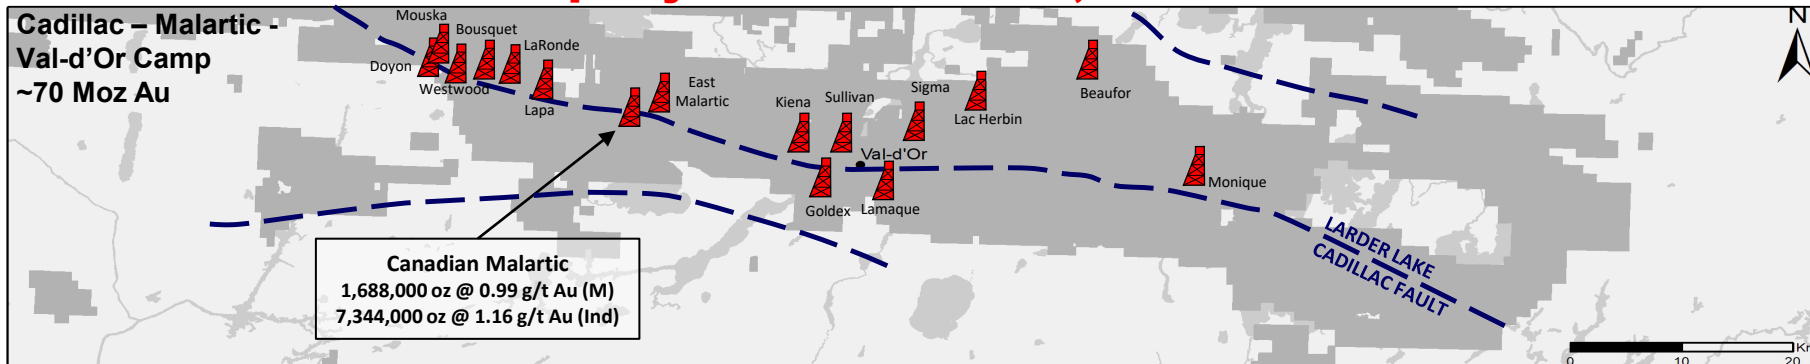 Cadillac – Malartic -
Val-d'Or Camp
~70 Moz Au
Mouska
Bousquet
LaRonde
Doyon
Westwood
Lapa
East
Malartic
Kiena
Sullivan
Sigma
Lac Herbin
Beaufor
Val-d'Or
Goldex
Lamaque
Monique
LARDER LAKE
CADILLAC FAULT
Canadian Malartic
1,688,000 oz @ 0.99 g/t Au (M)
7,344,000 oz @ 1.16 g/t Au (Ind)
N
0 10 20